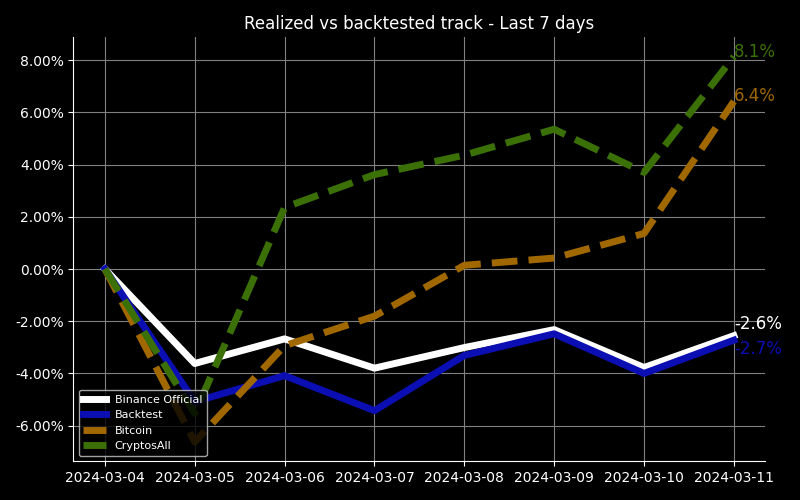 Realized vs backtested track - Last 7 days
8.00%
6.00%
4.00%
2.00%
0.00%
-2.00%
-4.00%
-6.00%
8.1%
6.4%
-2.6%
-2.7%
Binance Official
Backtest
Bitcoin
CryptosAll
2024-03-04 2024-03-05 2024-03-06 2024-03-07 2024-03-08 2024-03-09 2024-03-10 2024-03-11